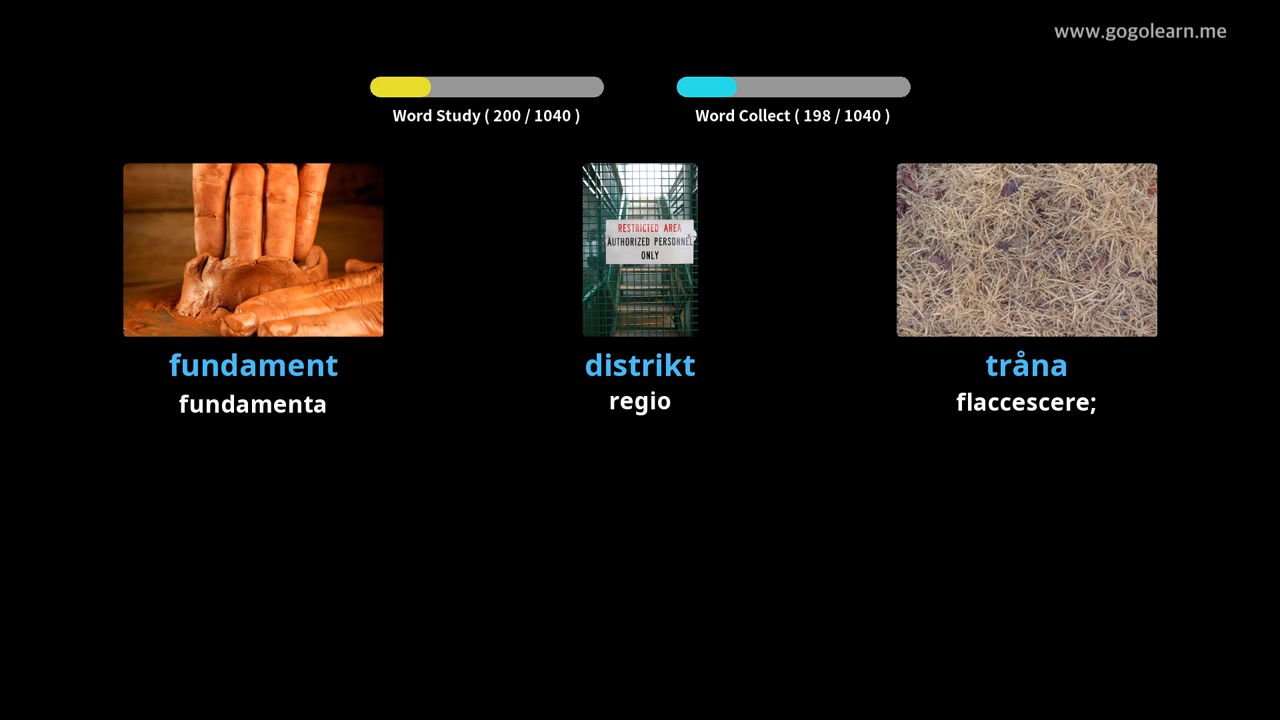 www.gogolearn.me
Word Study ( 200 / 1040 )
Word Collect ( 198 / 1040 )
RESTRICTED AREA
AUTHORIZED PERSONNEL
ONLY
fundament
distrikt
tråna
fundamenta
regio
flaccescere;